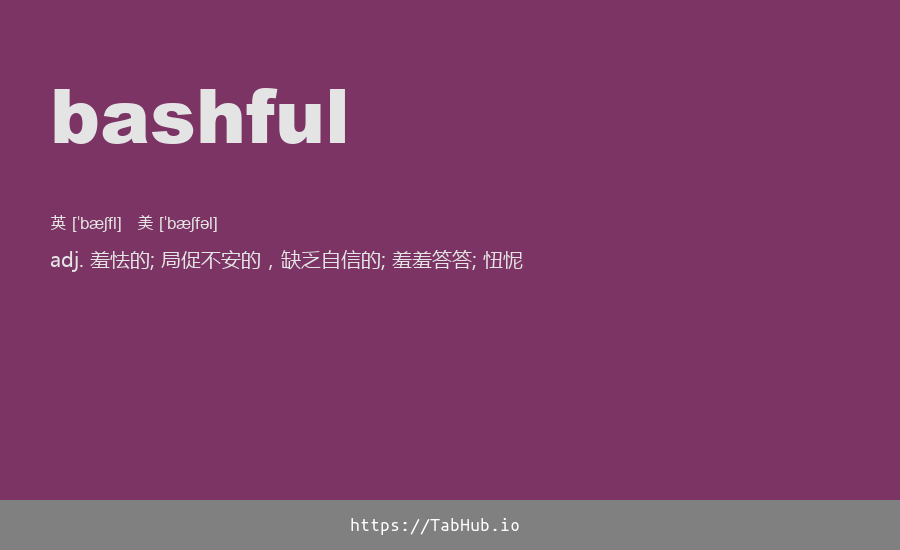 bashful
英 [ˈbæʃfl] 美 [ˈbæʃfəl]
adj. 羞怯的; 局促不安的，缺乏自信的; 羞羞答答; 忸怩
https://TabHub.io